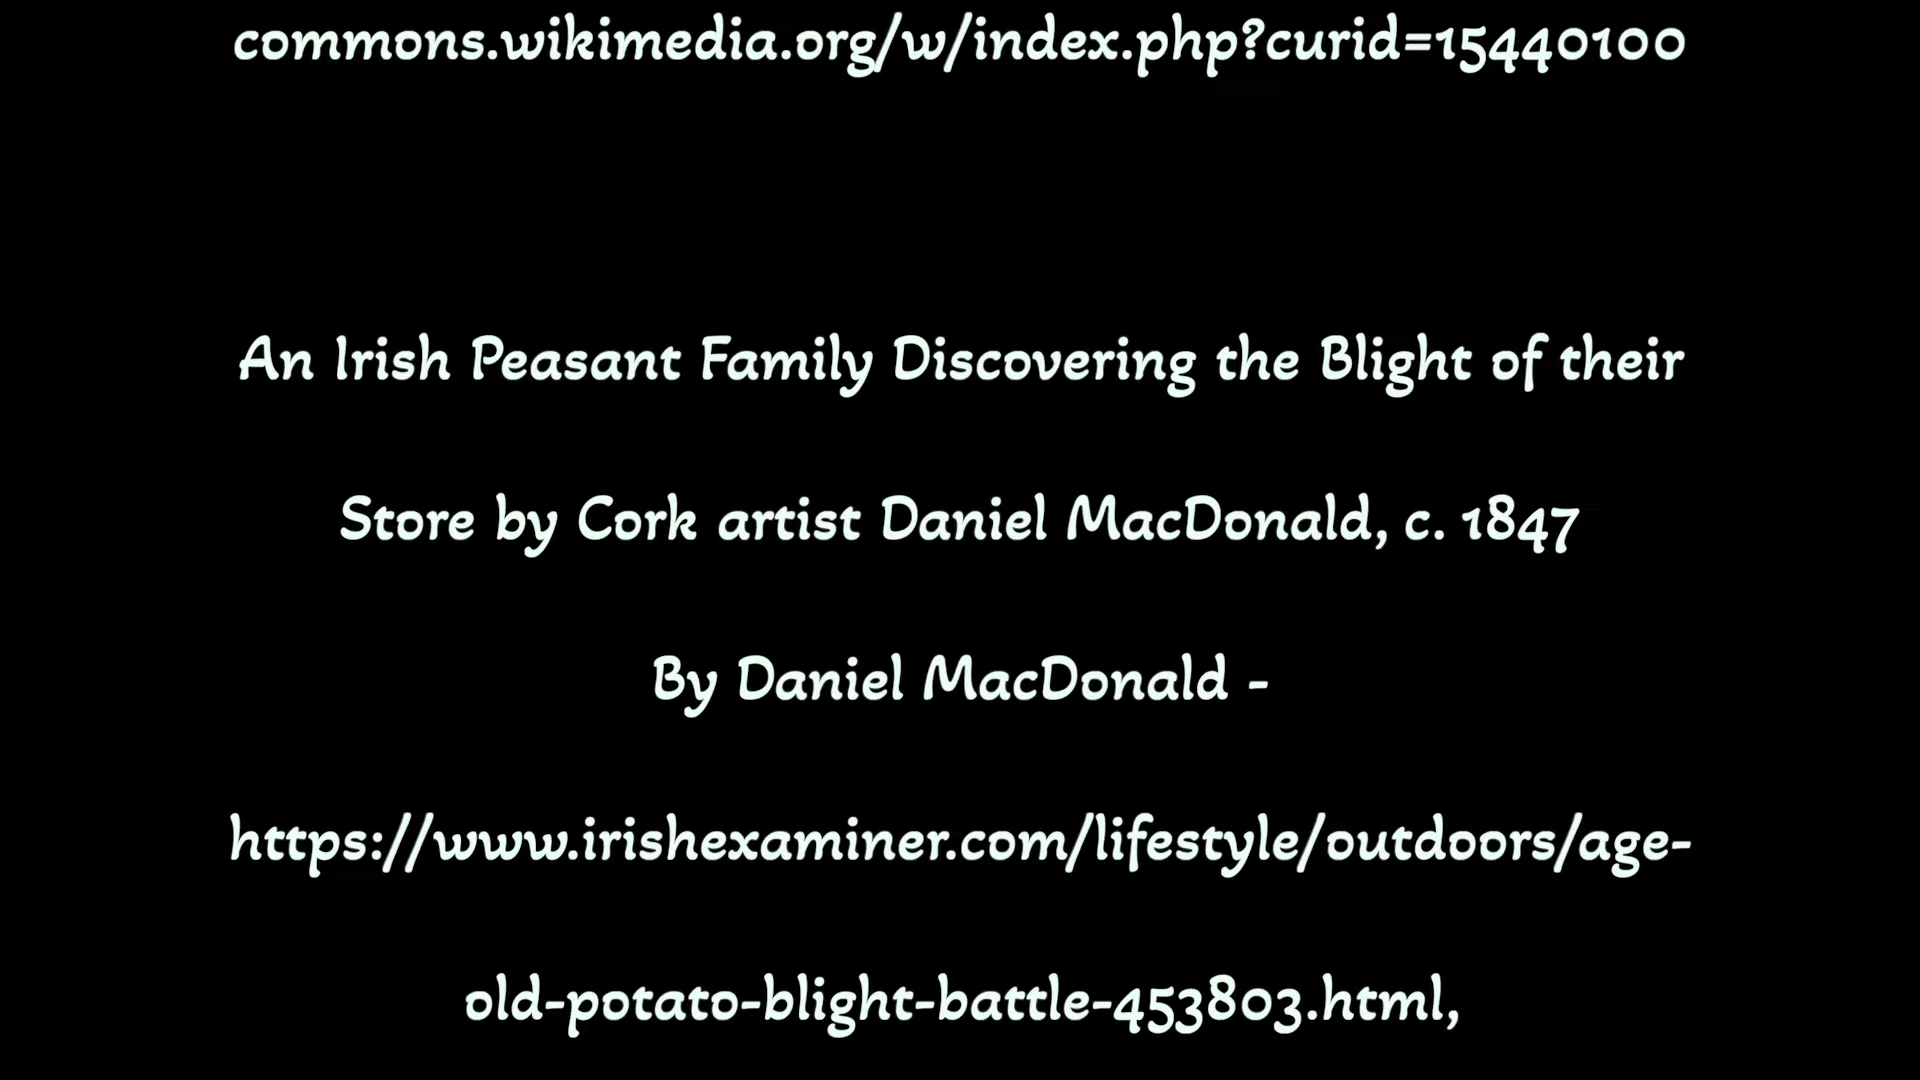 commons.wikimedia.org/w/index.php?curid=15440100
An Irish Peasant Family Discovering the Blight of their
Store by Cork artist Daniel MacDonald, c. 1847
By Daniel MacDonald -
https://www.irishexaminer.com/lifestyle/outdoors/age-
old-potato-blight-battle-453803.html,